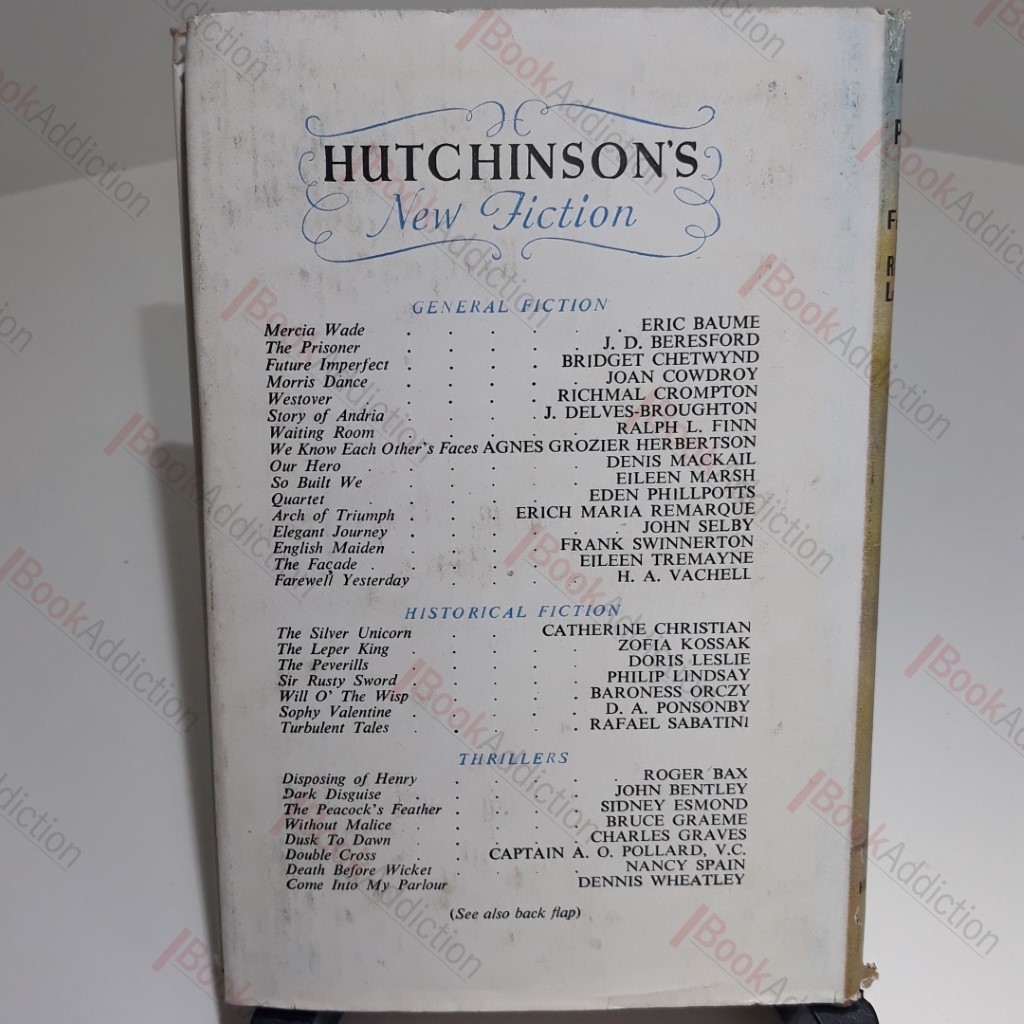 HUTCHINSON'S
New Fiction
GENERAL FICTION
Mercia Wade . . . . . . ERIC BAUME
The Prisoner . . . . . J. D. BERESFORD
Future Imperfect . . . . BRIDGET CHETWYND
Morris Dance . . . . JOAN COWDROY
Westover . . . . . RICHMAL CROMPTON
Story of Andria . . . . J. DELVES-BROUGHTON
Waiting Room . . . . . RALPH L. FINN
We Know Each Other's Faces AGNES GROZIER HERBERTSON
Our Hero . . . . . . DENIS MACKAIL
So Built We . . . . . EILEEN MARSH
Quartet . . . . . . EDEN PHILLPOTTS
Arch of Triumph . . . ERICH MARIA REMARQUE
Elegant Journey . . . . . . JOHN SELBY
English Maiden . . . . FRANK SWINNERTON
The Façade . . . . . EILEEN TREMAYNE
Farewell Yesterday . . . . H. A. VACHELL
HISTORICAL FICTION
The Silver Unicorn . . CATHERINE CHRISTIAN
The Leper King . . . . . ZOFIA KOSSAK
The Peverills . . . . . DORIS LESLIE
Sir Rusty Sword . . . . . PHILIP LINDSAY
Will O' The Wisp . . . . BARONESS ORCZY
Sophy Valentine . . . . . D. A. PONSONBY
Turbulent Tales . . . . . RAFAEL SABATINI
THRILLERS
Disposing of Henry . . . . . ROGER BAX
Dark Disguise . . . . . JOHN BENTLEY
The Peacock's Feather . . . . SIDNEY ESMOND
Without Malice . . . . . BRUCE GRAEME
Dusk To Dawn . . . . . CHARLES GRAVES
Double Cross . . CAPTAIN A. O. POLLARD, V.C.
Death Before Wicket . . . . NANCY SPAIN
Come Into My Parlour DENNIS WHEATLEY
(See also back flap)
BookAddiction